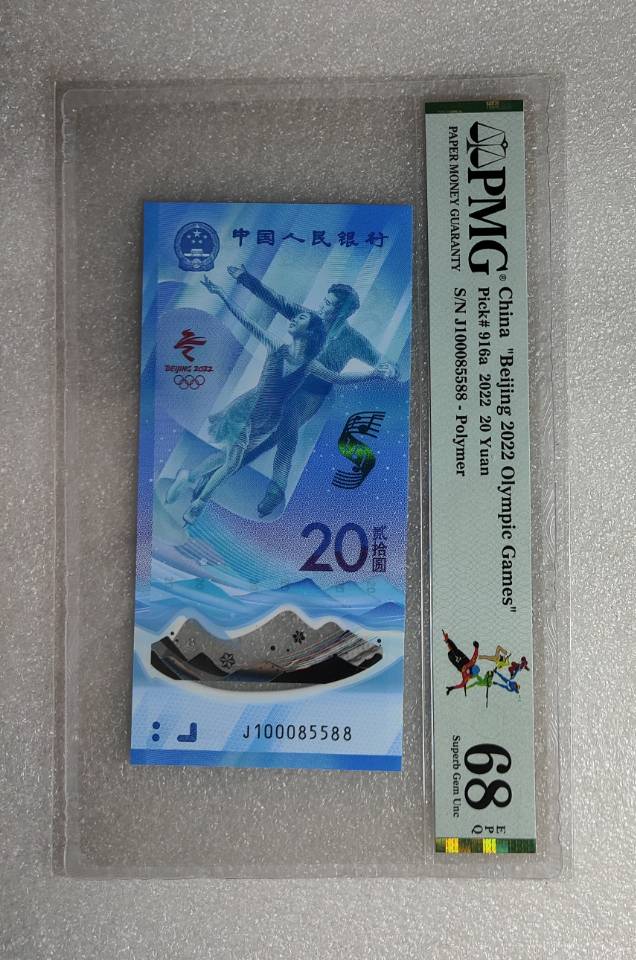 中国人民银行
BEIJING 2022
20
贰拾圆
J100085588
PMG®
PAPER MONEY GUARANTY
China "Beijing 2022 Olympic Games"
Pick# 916a 2022 20 Yuan
S/N J100085588 - Polymer
68
EPQ
Superb Gem Unc